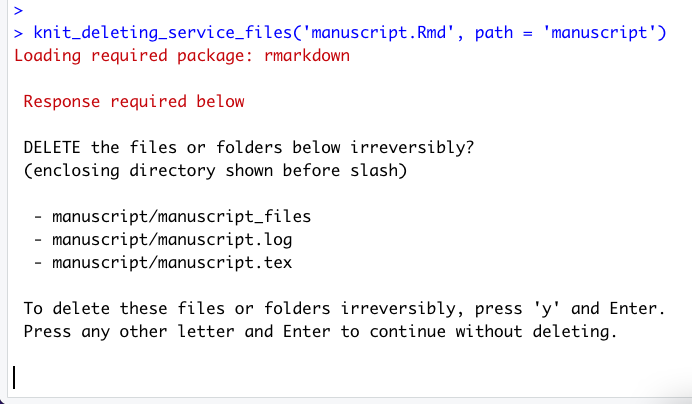 >
> knit_deleting_service_files('manuscript.Rmd', path = 'manuscript')
Loading required package: rmarkdown
Response required below
DELETE the files or folders below irreversibly?
(enclosing directory shown before slash)
- manuscript/manuscript_files
- manuscript/manuscript.log
- manuscript/manuscript.tex
To delete these files or folders irreversibly, press 'y' and Enter.
Press any other letter and Enter to continue without deleting.